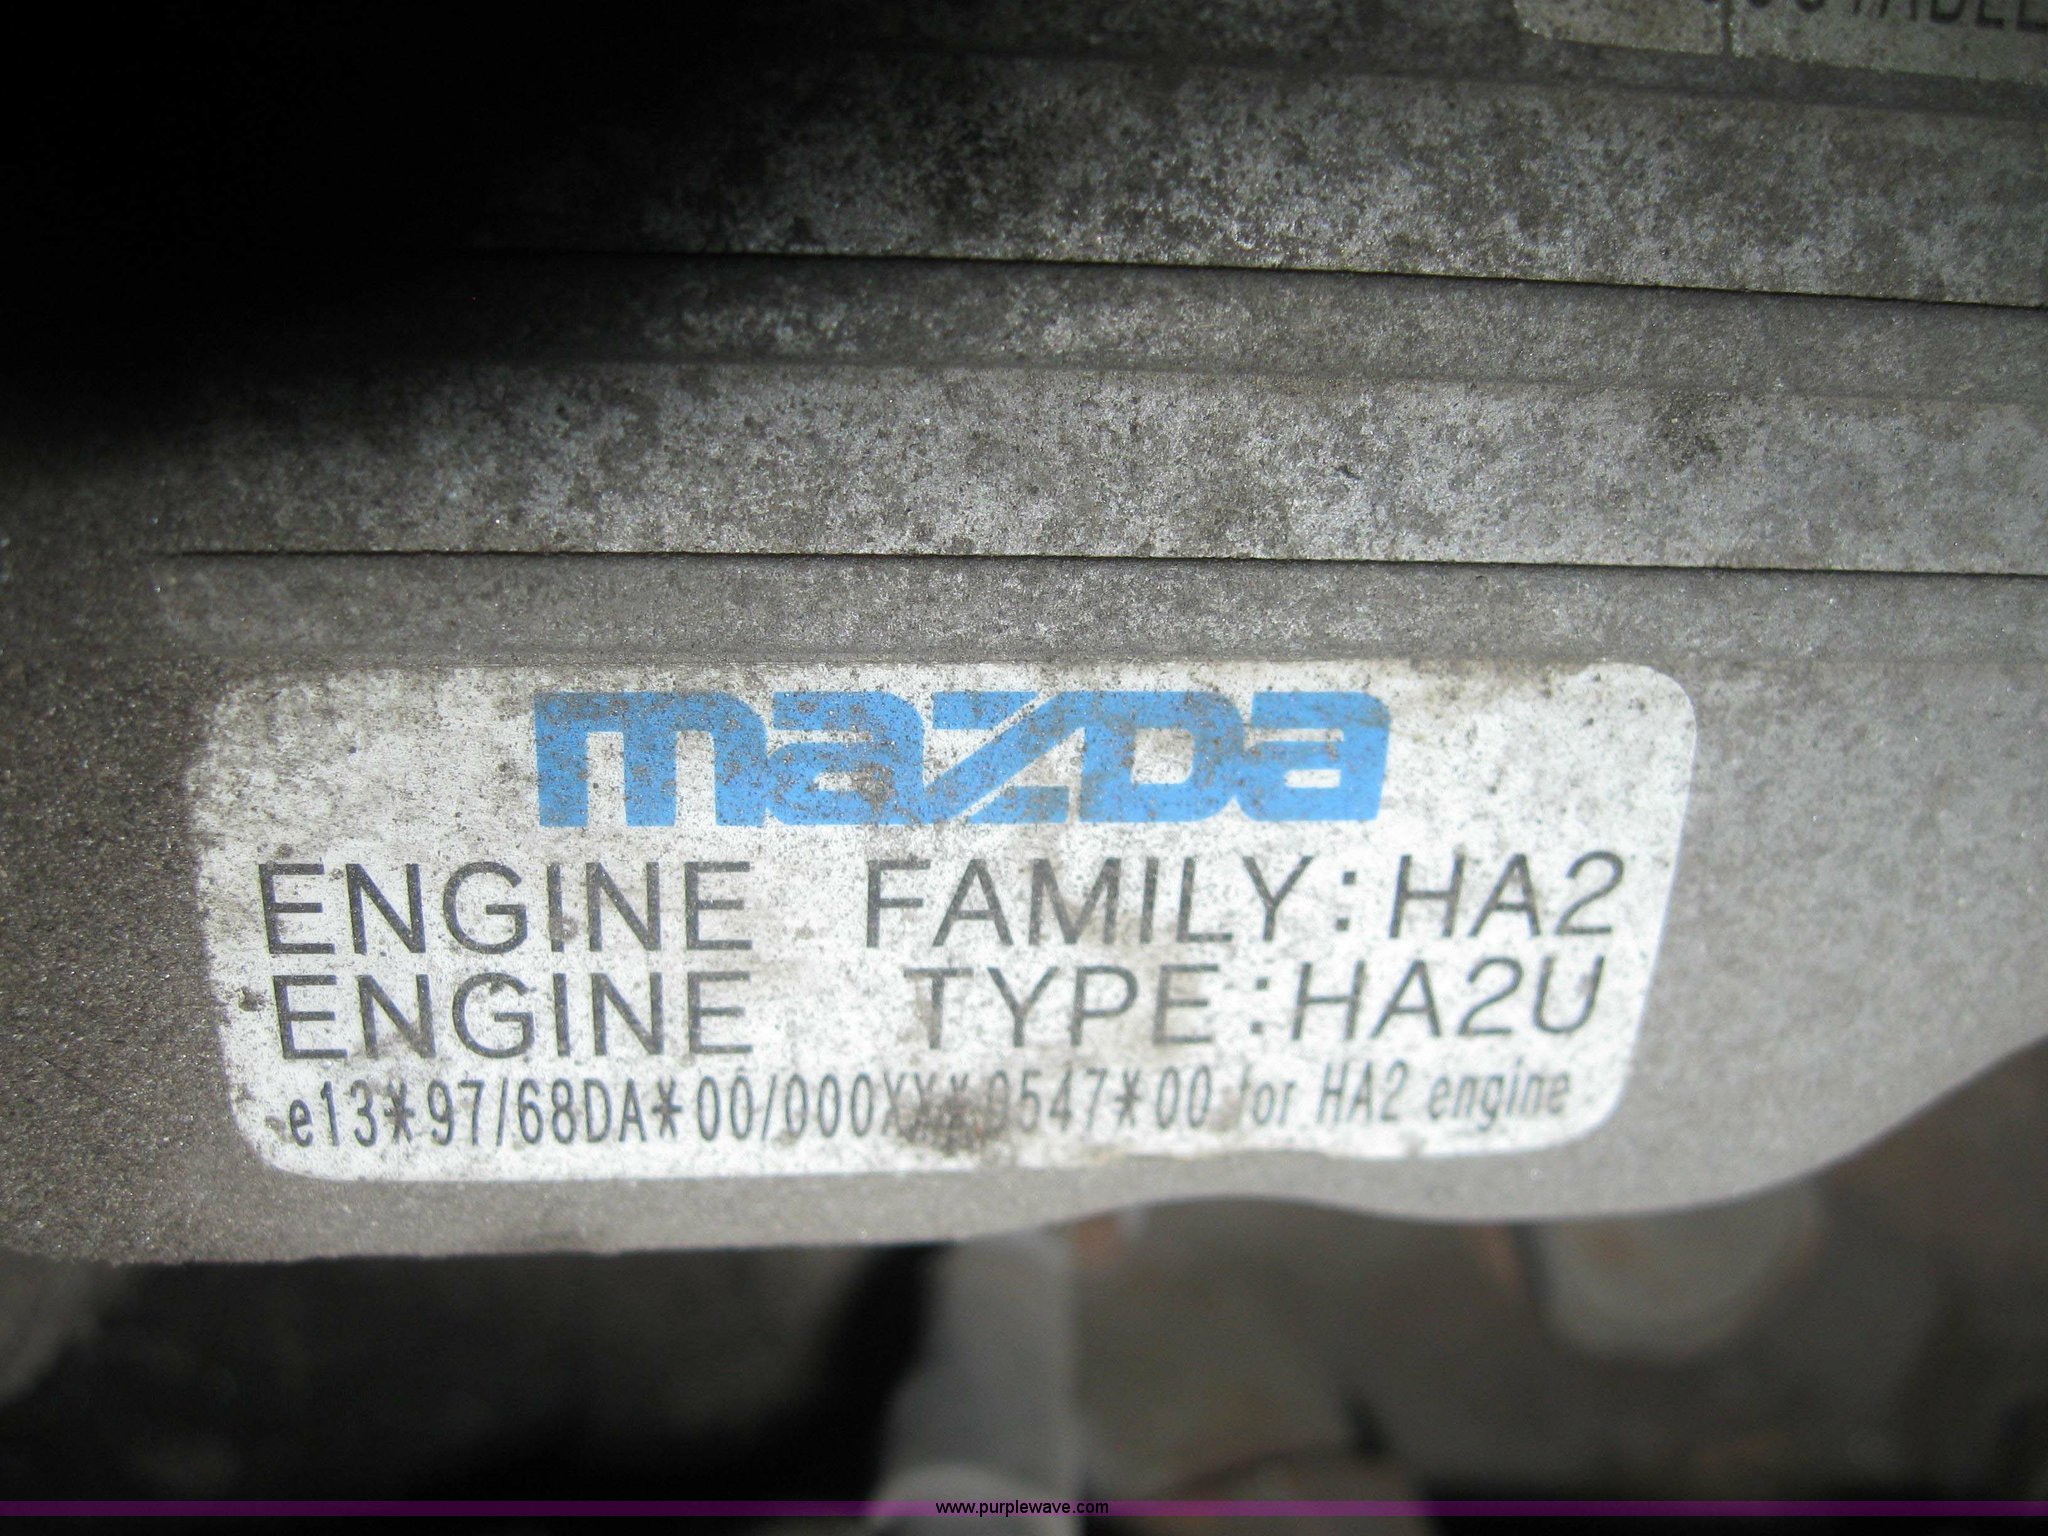 mazda
ENGINE FAMILY:HA2
ENGINE TYPE:HA2U
e13*97/68DA*00/000XXX*0547*00 for HA2 engine
www.purplewave.com